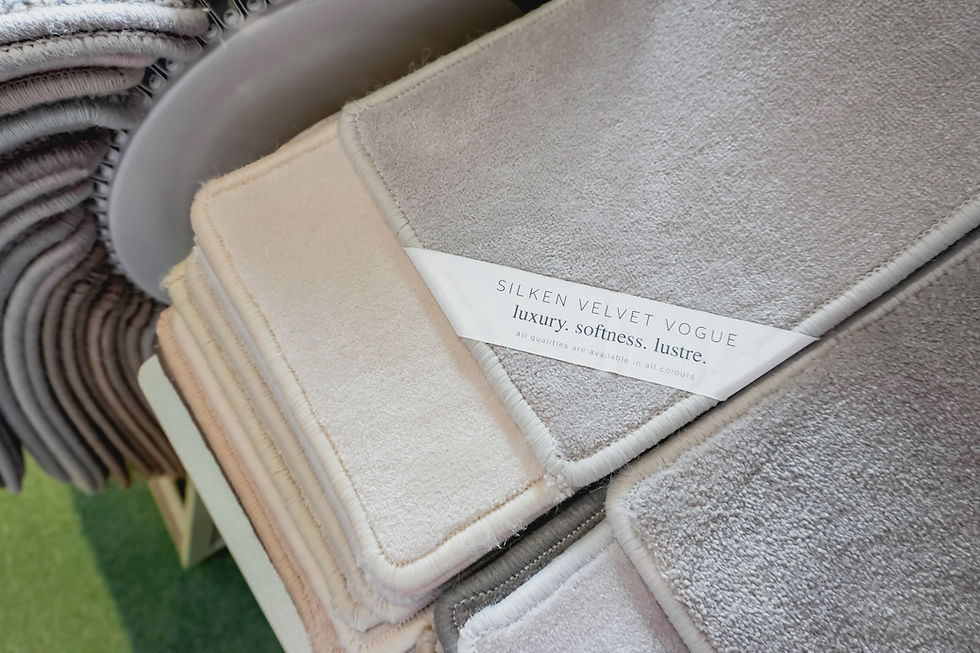 SILKEN VELVET VOGUE
luxury. softness. lustre.
All qualities are available in all colours